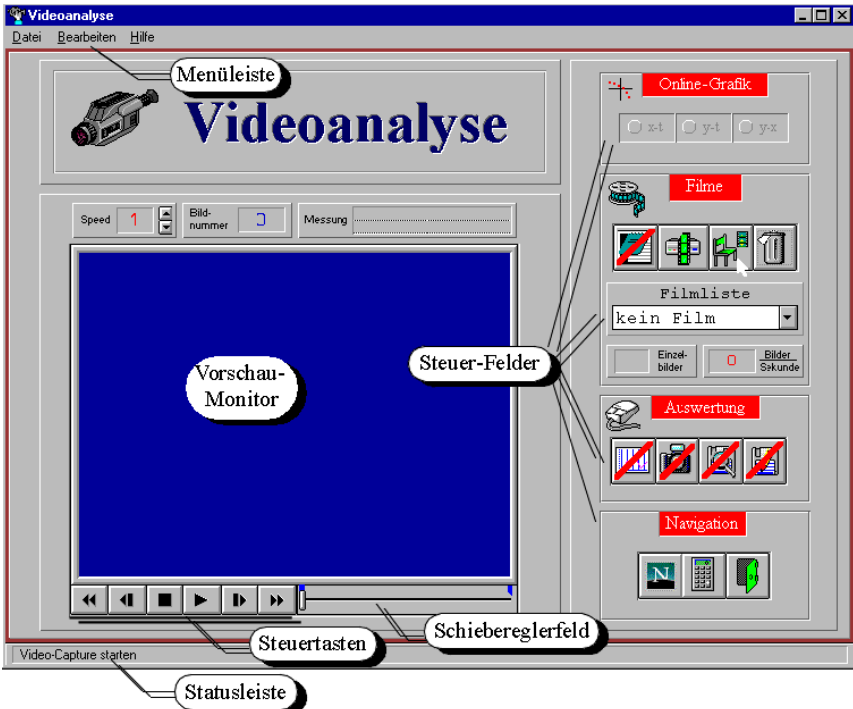 Videoanalyse
Datei Bearbeiten Hilfe
Menüleiste
Videoanalyse
Online-Grafik
x-t y-t y-x
Speed 1 Bild-
nummer 0 Messung
Filme
Filmliste
kein Film
Einzel-
bilder 0 Bilder
Sekunde
Steuer-Felder
Vorschau-
Monitor
Auswertung
Navigation
N
Steuertasten
Schiebereglerfeld
Video-Capture starten
Statusleiste